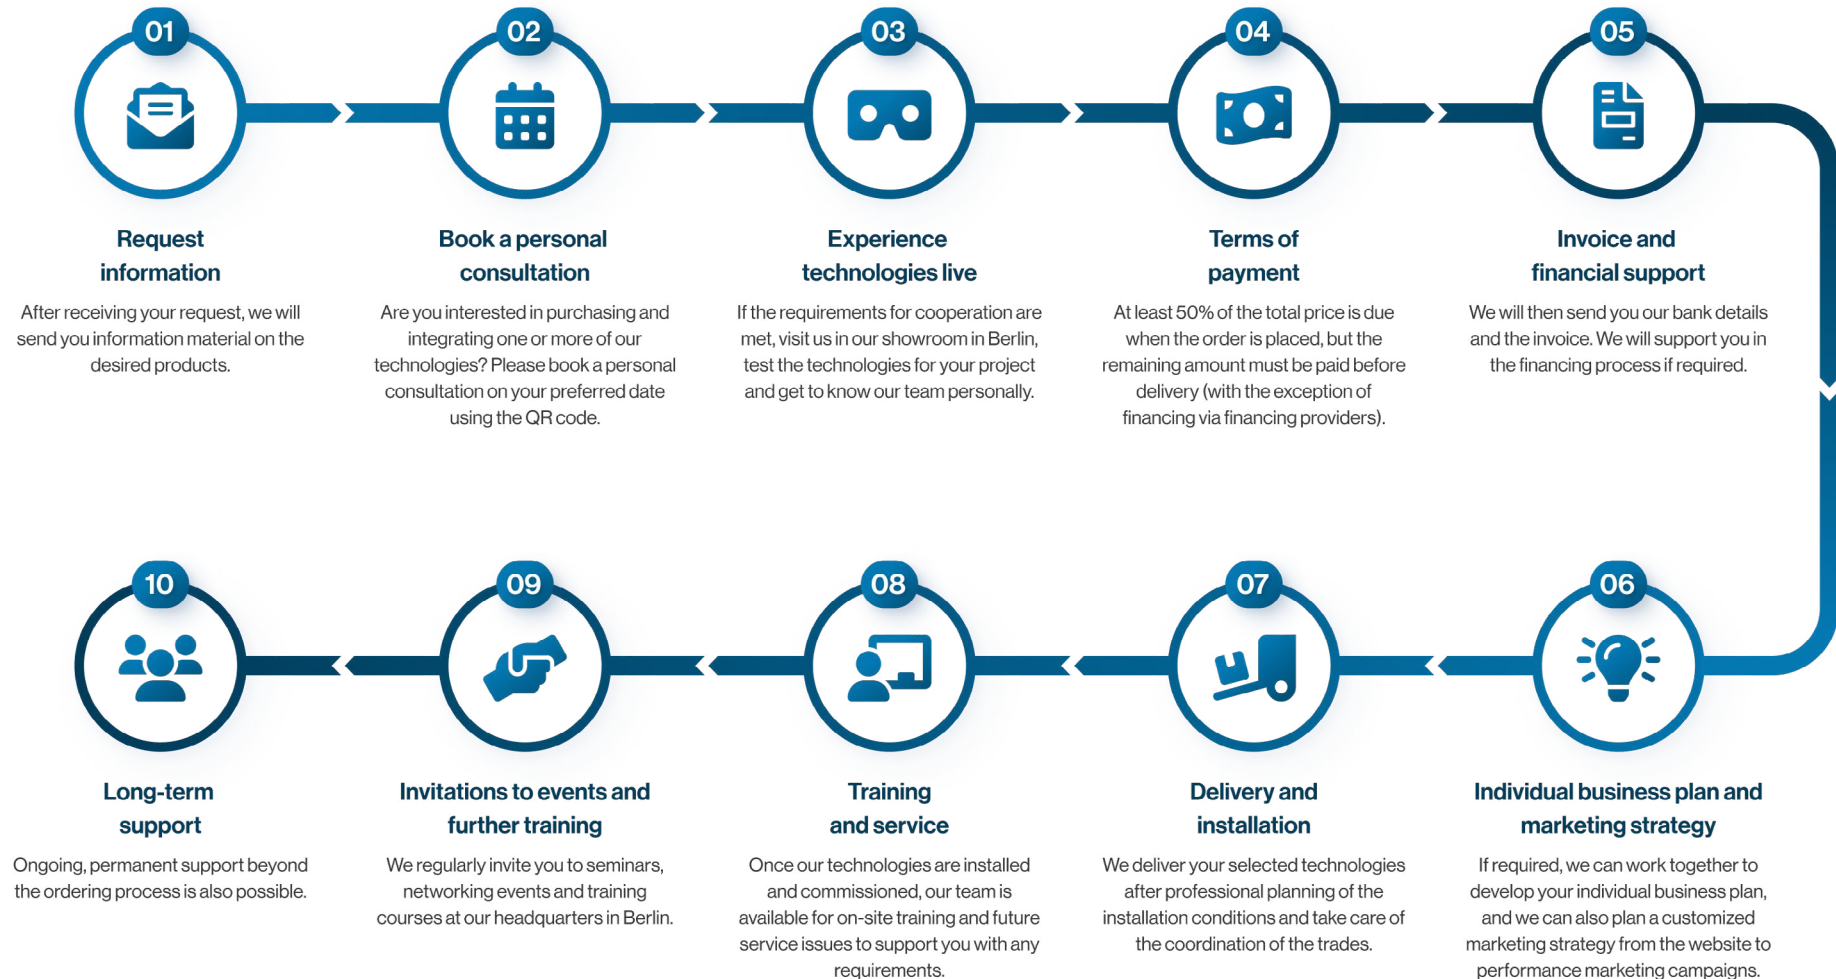 01
Request
information
After receiving your request, we will
send you information material on the
desired products.
02
Book a personal
consultation
Are you interested in purchasing and
integrating one or more of our
technologies? Please book a personal
consultation on your preferred date
using the QR code.
03
Experience
technologies live
If the requirements for cooperation are
met, visit us in our showroom in Berlin,
test the technologies for your project
and get to know our team personally.
04
Terms of
payment
At least 50% of the total price is due
when the order is placed, but the
remaining amount must be paid before
delivery (with the exception of
financing via financing providers).
05
Invoice and
financial support
We will then send you our bank details
and the invoice. We will support you in
the financing process if required.
06
Individual business plan and
marketing strategy
If required, we can work together to
develop your individual business plan,
and we can also plan a customized
marketing strategy from the website to
performance marketing campaigns.
07
Delivery and
installation
We deliver your selected technologies
after professional planning of the
installation conditions and take care of
the coordination of the trades.
08
Training
and service
Once our technologies are installed
and commissioned, our team is
available for on-site training and future
service issues to support you with any
requirements.
09
Invitations to events and
further training
We regularly invite you to seminars,
networking events and training
courses at our headquarters in Berlin.
10
Long-term
support
Ongoing, permanent support beyond
the ordering process is also possible.